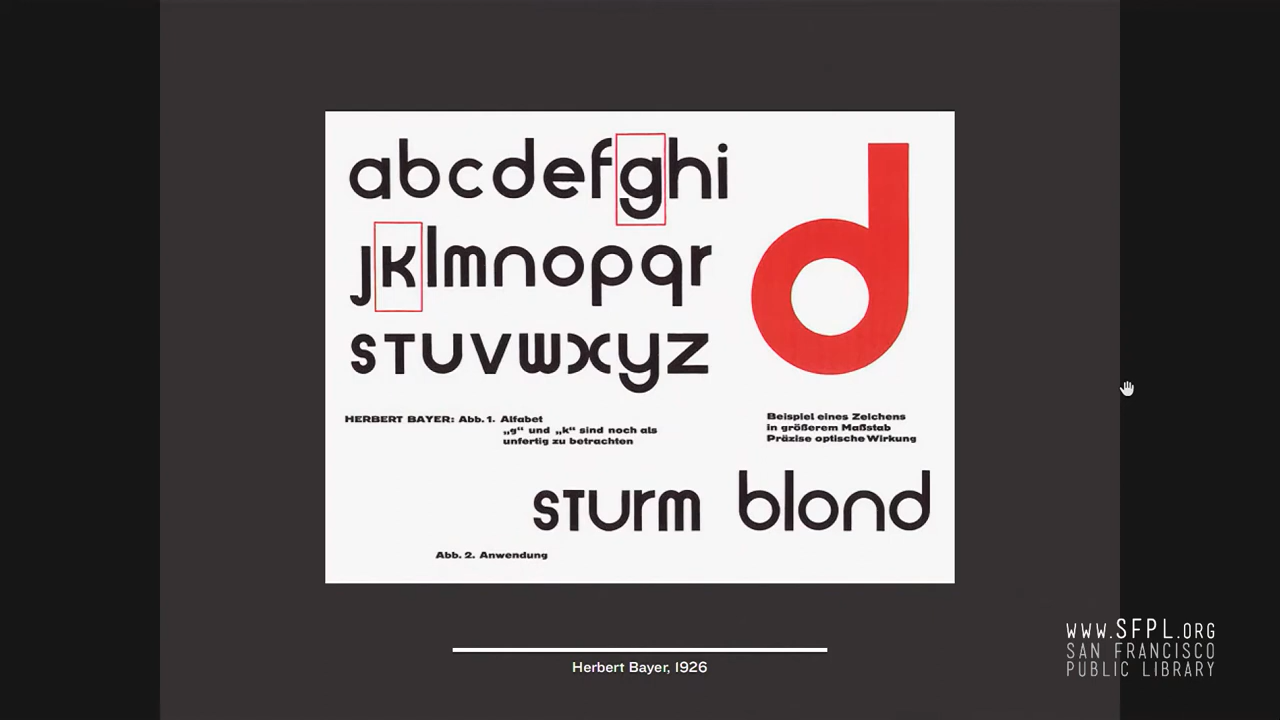 abcdefghi
jklmnopqr
sTUvwxyz
HERBERT BAYER: Abb. 1. Alfabet
„g“ und „k“ sind noch als
unfertig zu betrachten
Beispiel eines Zeichens
in größerem Maßstab
Präzise optische Wirkung
d
sTUrm blond
Abb. 2. Anwendung
Herbert Bayer, 1926
WWW.SFPL.ORG
SAN FRANCISCO
PUBLIC LIBRARY